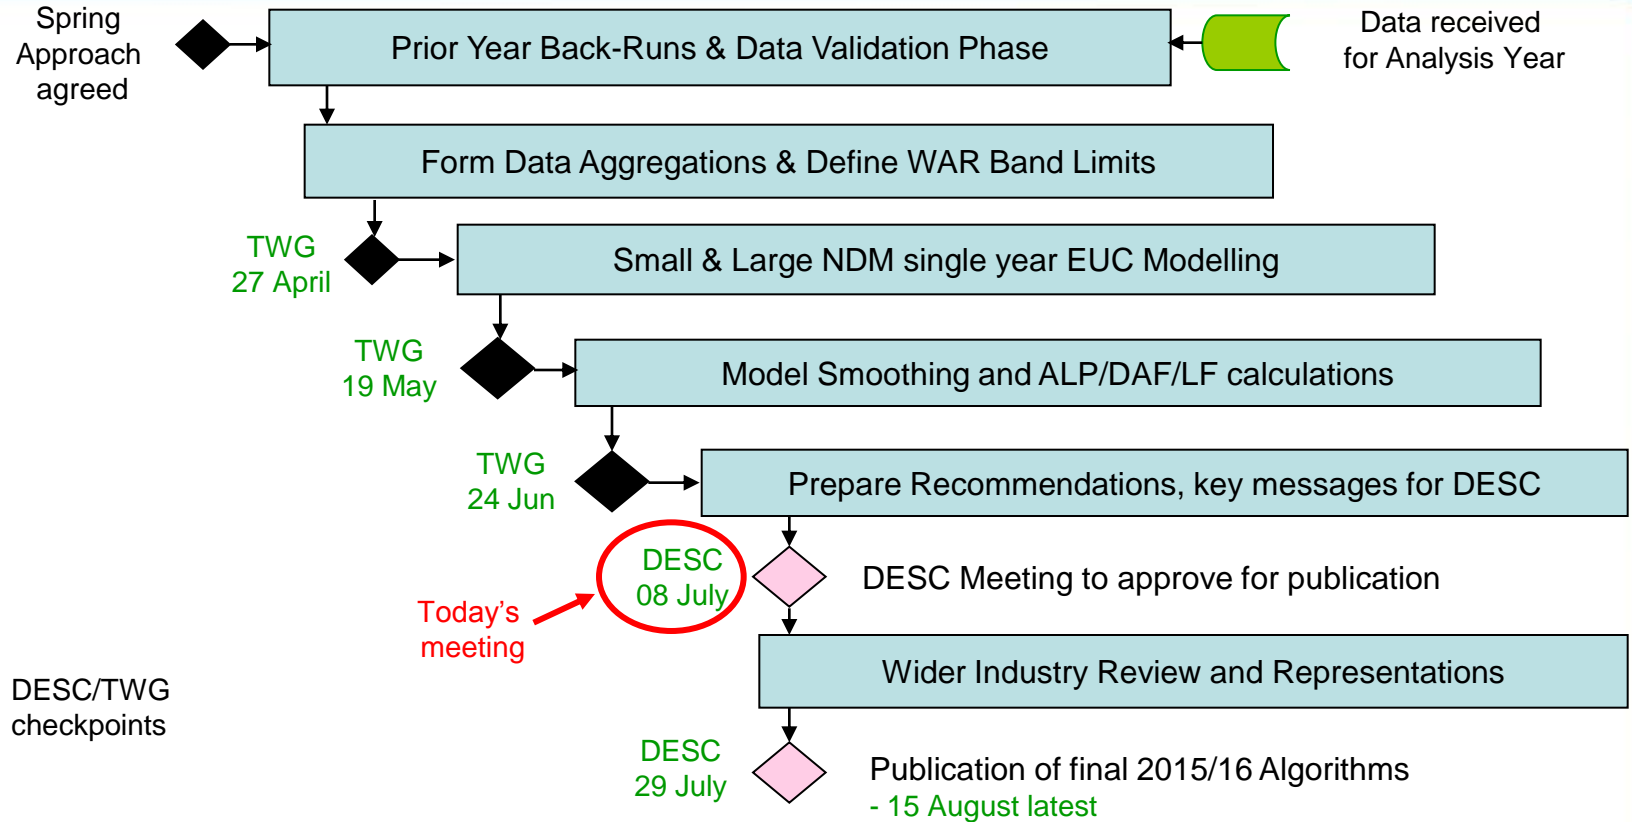 Spring
Approach
agreed
Prior Year Back-Runs & Data Validation Phase
Data received
for Analysis Year
Form Data Aggregations & Define WAR Band Limits
TWG
27 April
Small & Large NDM single year EUC Modelling
TWG
19 May
Model Smoothing and ALP/DAF/LF calculations
TWG
24 Jun
Prepare Recommendations, key messages for DESC
DESC
08 July
DESC Meeting to approve for publication
Today's
meeting
Wider Industry Review and Representations
DESC/TWG
checkpoints
DESC
29 July
Publication of final 2015/16 Algorithms
- 15 August latest